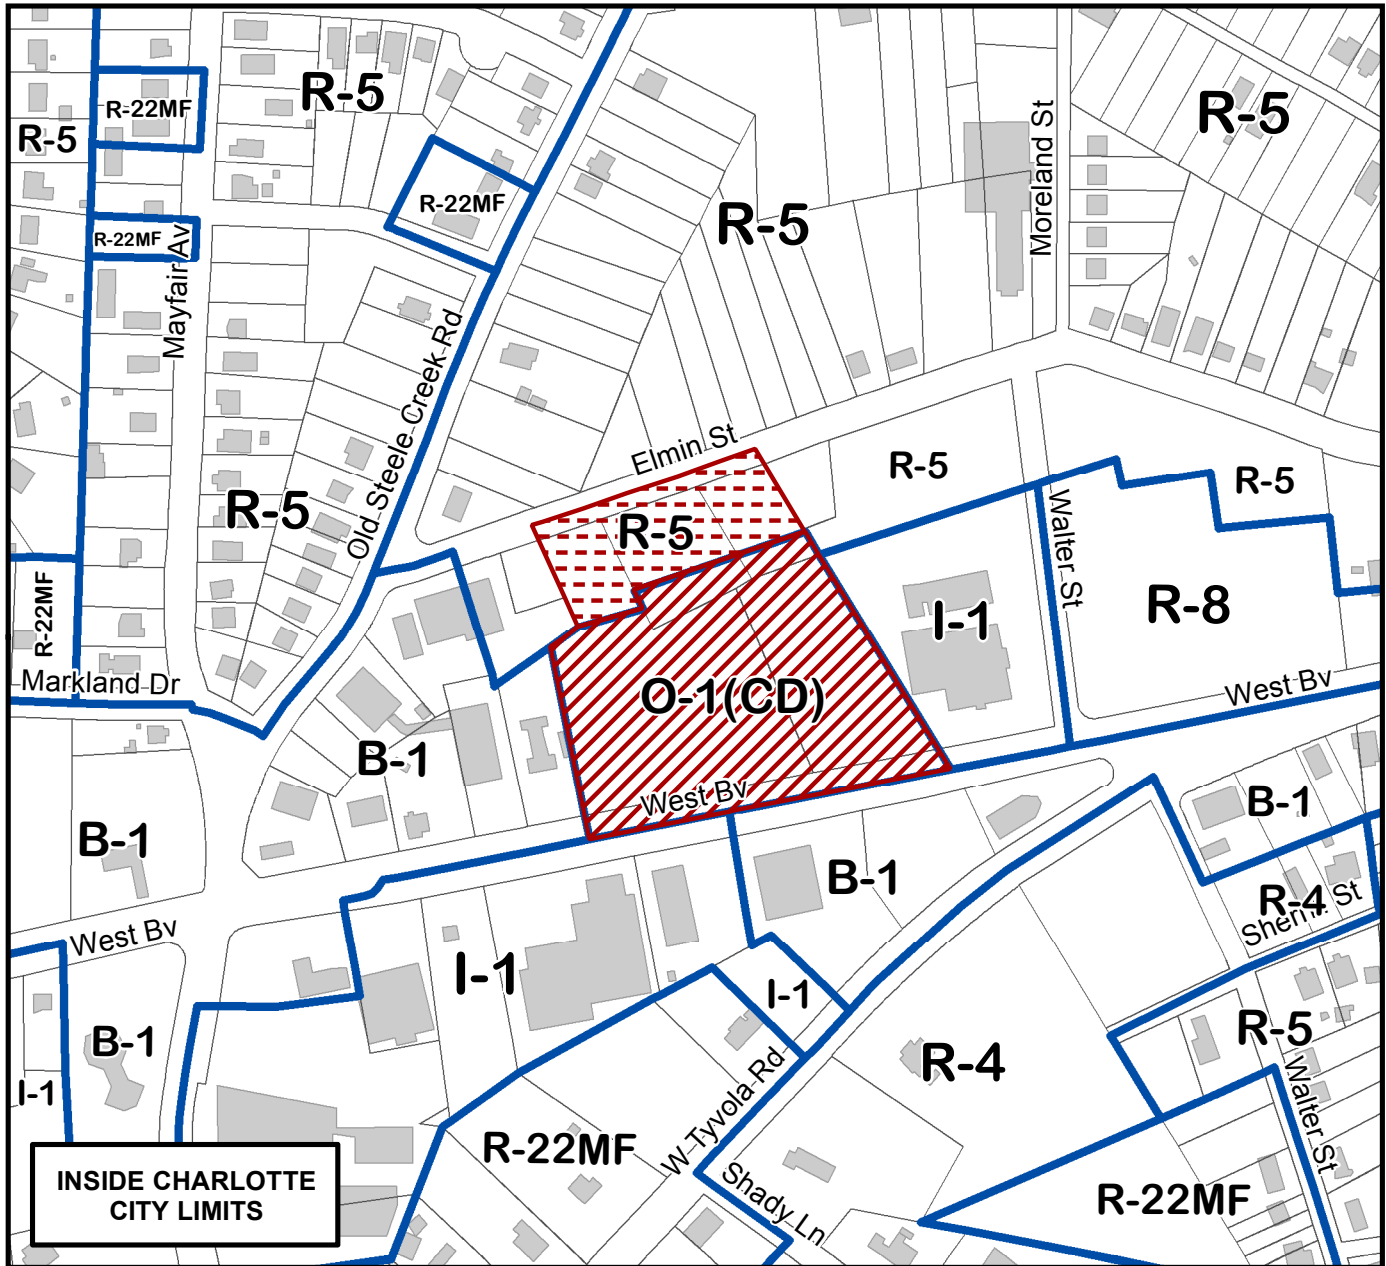 R-5
R-22MF
R-5
R-5
R-22MF
R-22MF
Mayfair Av
R-5
Moreland St
Old Steele Creek Rd
Elmin St
R-5
R-5
R-5
R-5
Walter St
R-22MF
R-8
I-1
Markland Dr
O-1(CD)
West Bv
B-1
West Bv
B-1
B-1
B-1
R-4
Sherrill St
West Bv
I-1
I-1
R-5
B-1
R-4
I-1
Walter St
W Tyvola Rd
R-22MF
Shady Ln
R-22MF
INSIDE CHARLOTTE
CITY LIMITS